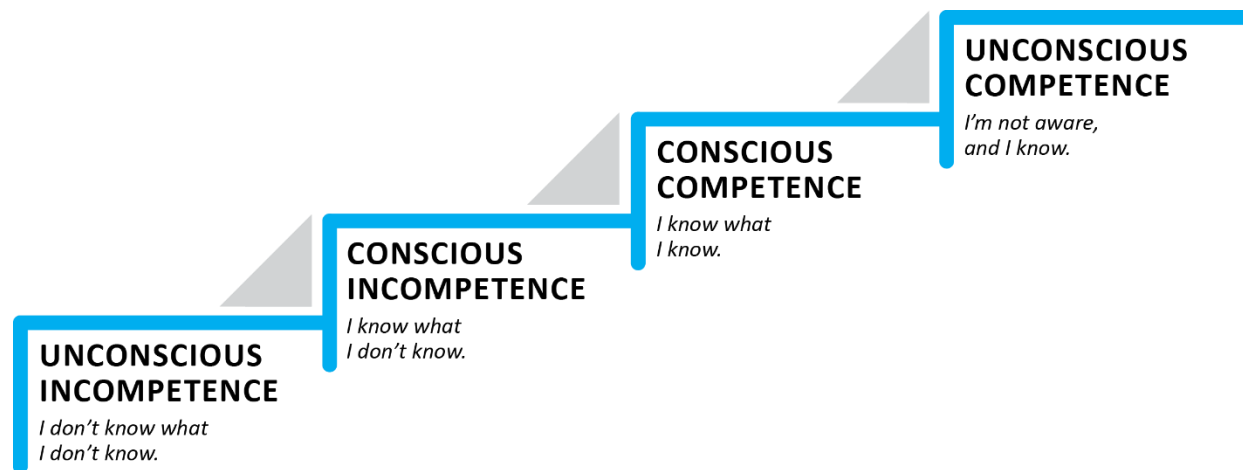 UNCONSCIOUS
INCOMPETENCE
I don’t know what
I don’t know.
CONSCIOUS
INCOMPETENCE
I know what
I don’t know.
CONSCIOUS
COMPETENCE
I know what
I know.
UNCONSCIOUS
COMPETENCE
I’m not aware,
and I know.